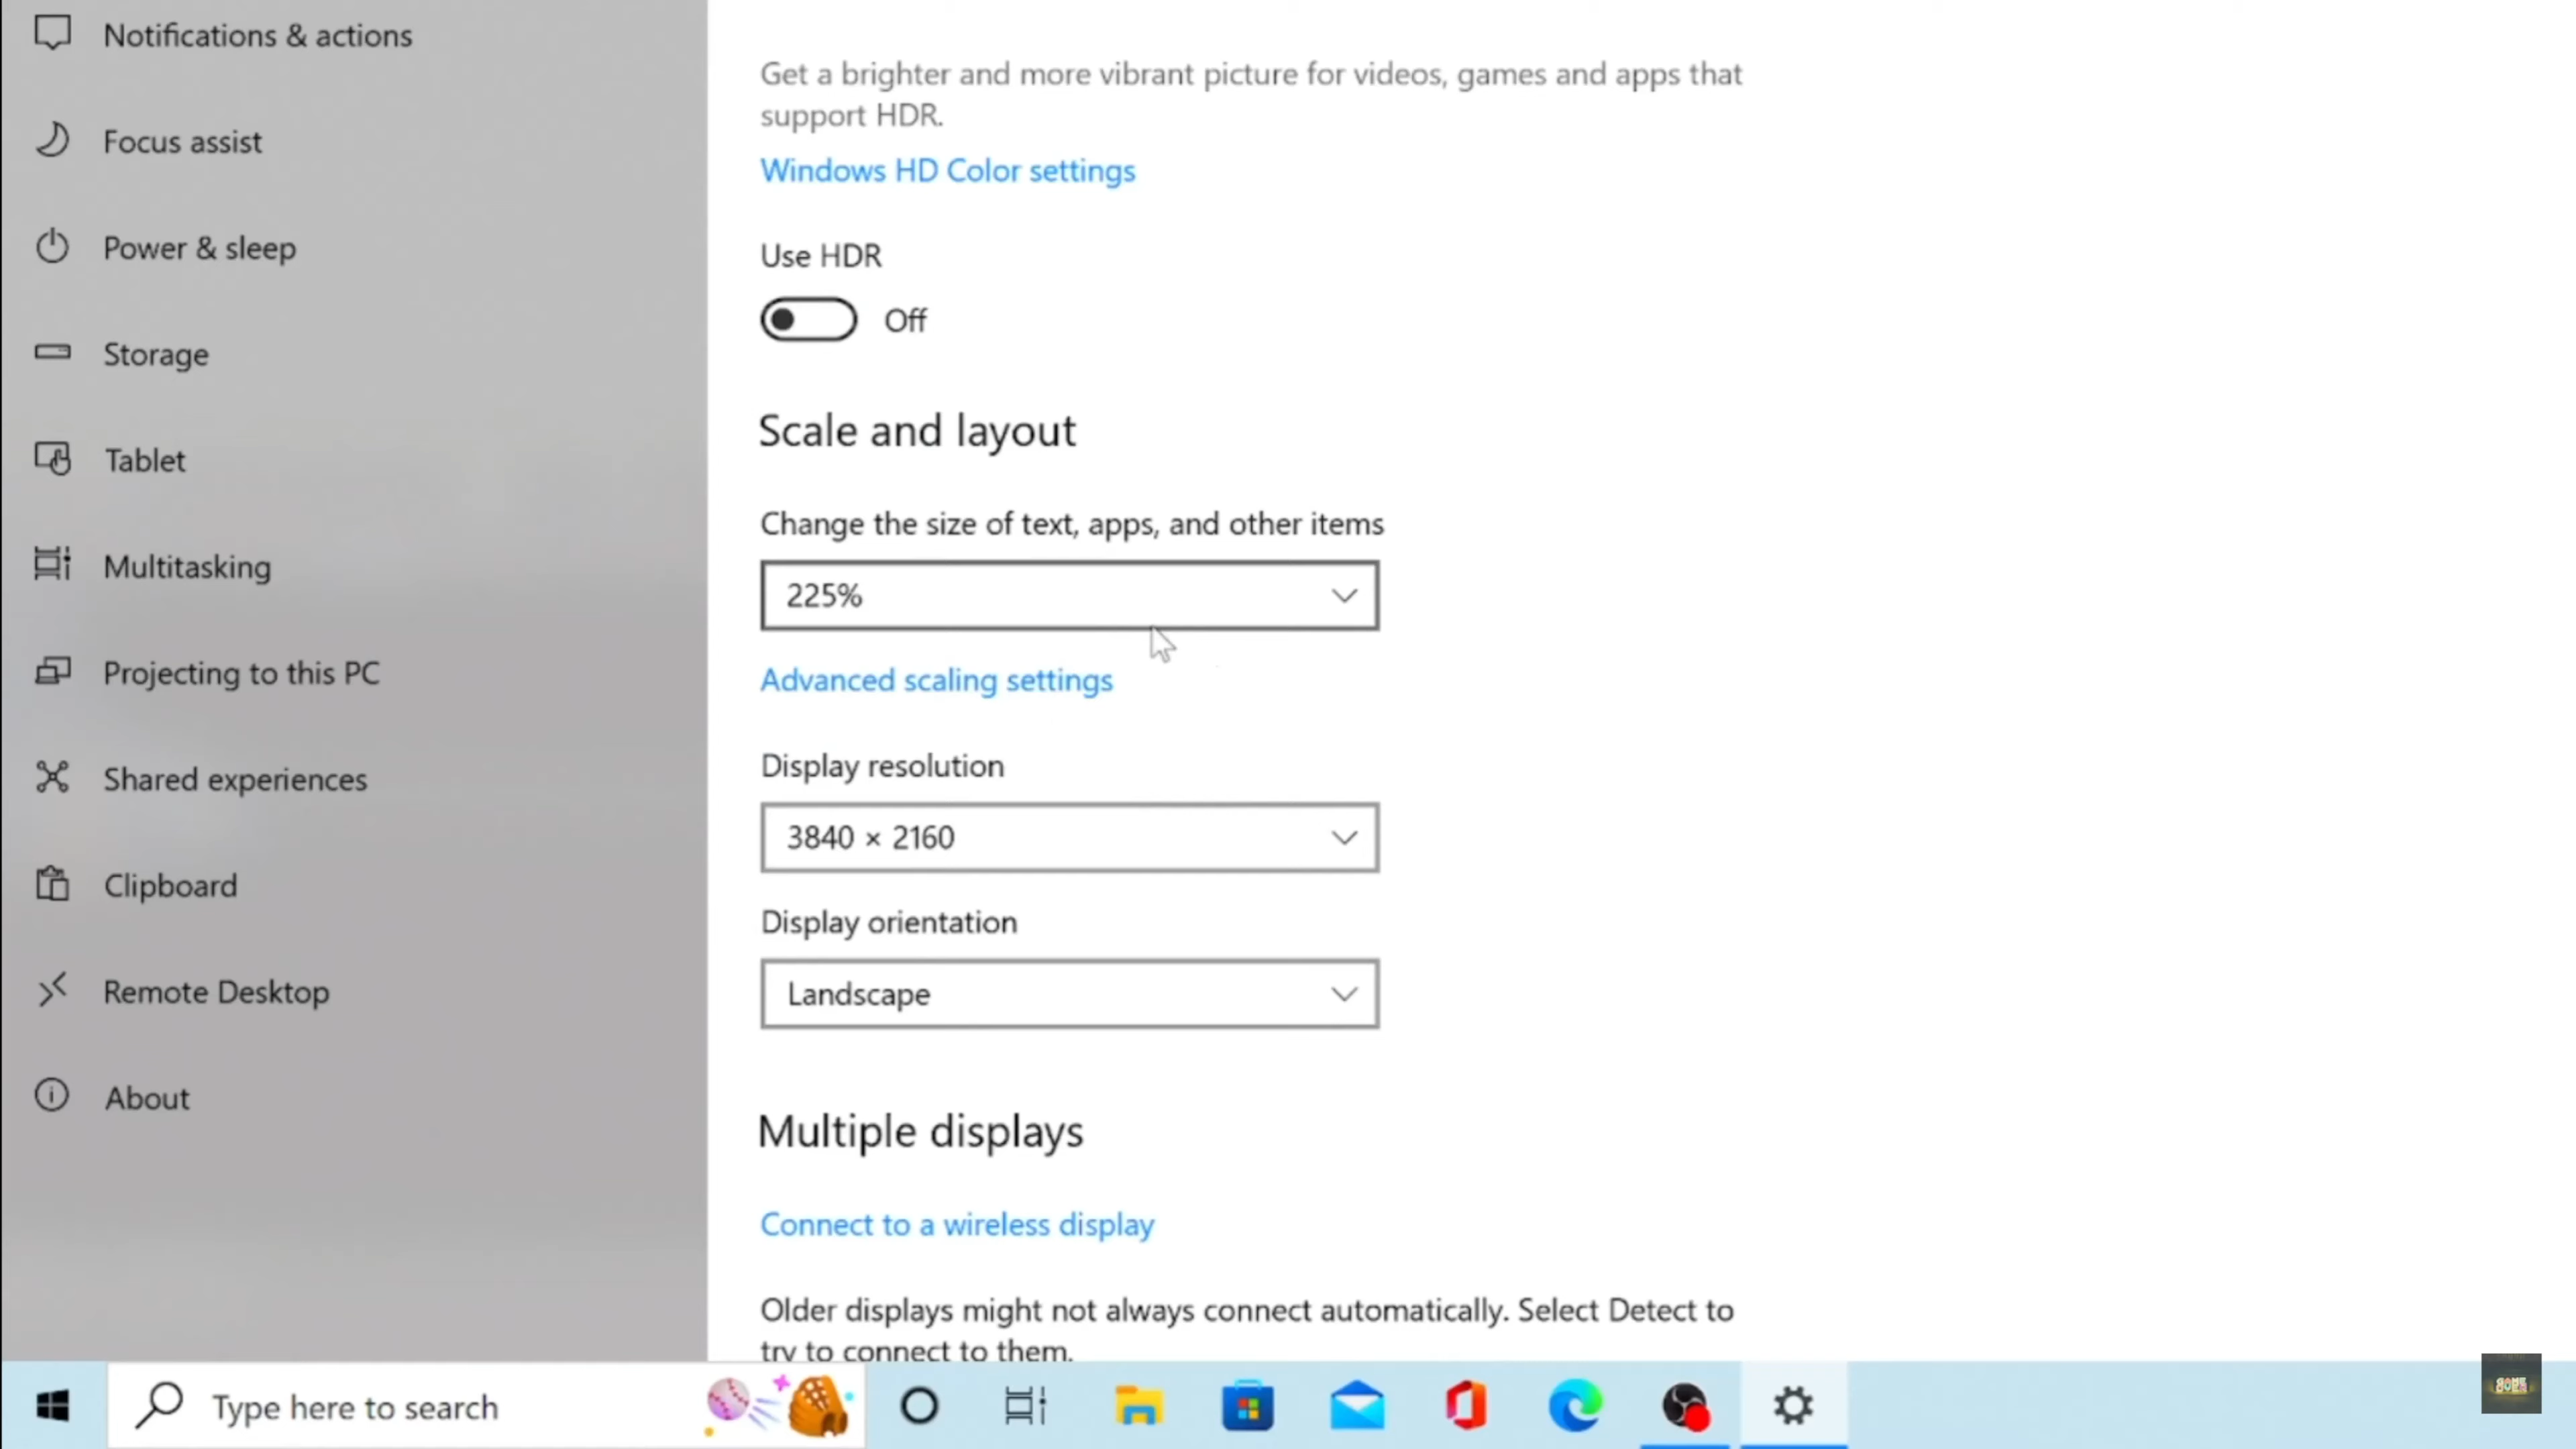 Notifications & actions
Focus assist
Power & sleep
Storage
Tablet
Multitasking
Projecting to this PC
Shared experiences
Clipboard
Remote Desktop
About
Get a brighter and more vibrant picture for videos, games and apps that
support HDR.
Windows HD Color settings
Use HDR
Off
Scale and layout
Change the size of text, apps, and other items
225%
Advanced scaling settings
Display resolution
3840 × 2160
Display orientation
Landscape
Multiple displays
Connect to a wireless display
Older displays might not always connect automatically. Select Detect to
try to connect to them.
Type here to search